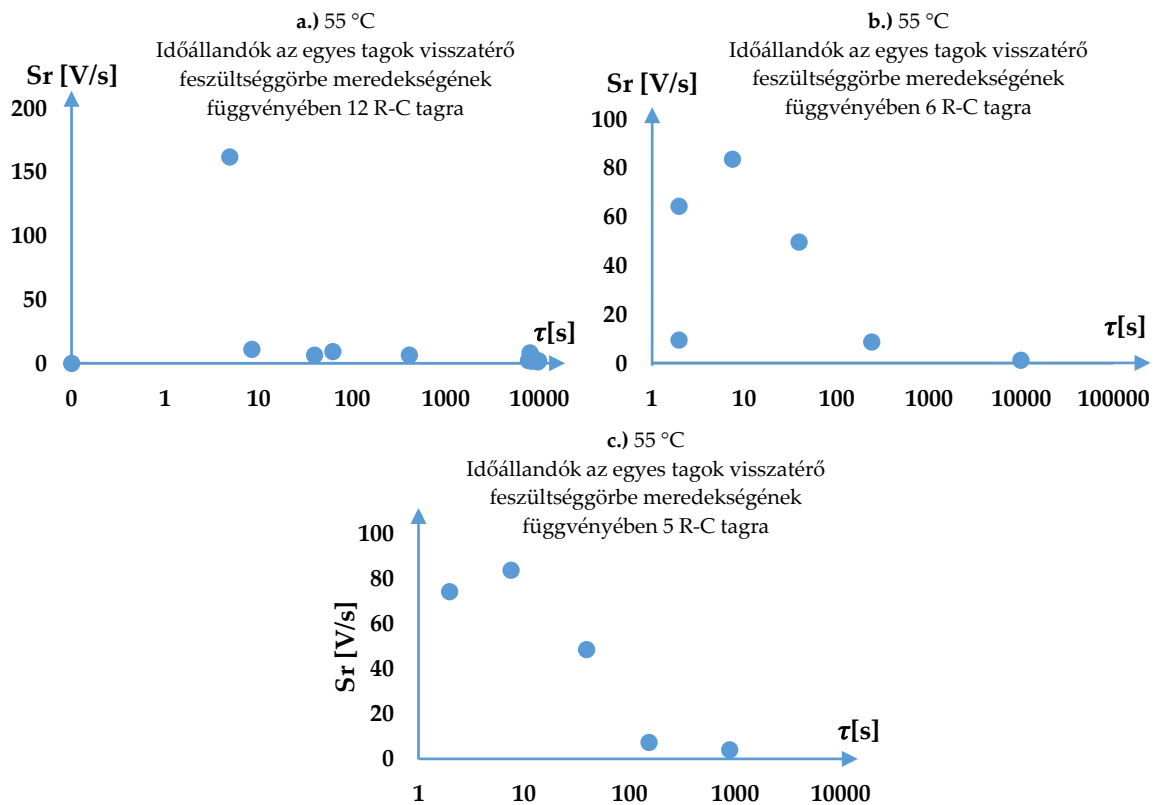 a.) 55 °C
Időállandók az egyes tagok visszatérő
feszültséggörbe meredekségének
függvényében 12 R-C tagra
Sr [V/s]
200
150
100
50
0
τ[s]
0 1 10 100 1000 10000
b.) 55 °C
Időállandók az egyes tagok visszatérő
feszültséggörbe meredekségének
függvényében 6 R-C tagra
Sr [V/s]
100
80
60
40
20
0
τ[s]
1 10 100 1000 10000 100000
c.) 55 °C
Időállandók az egyes tagok visszatérő
feszültséggörbe meredekségének
függvényében 5 R-C tagra
Sr [V/s]
100
80
60
40
20
0
τ[s]
1 10 100 1000 10000